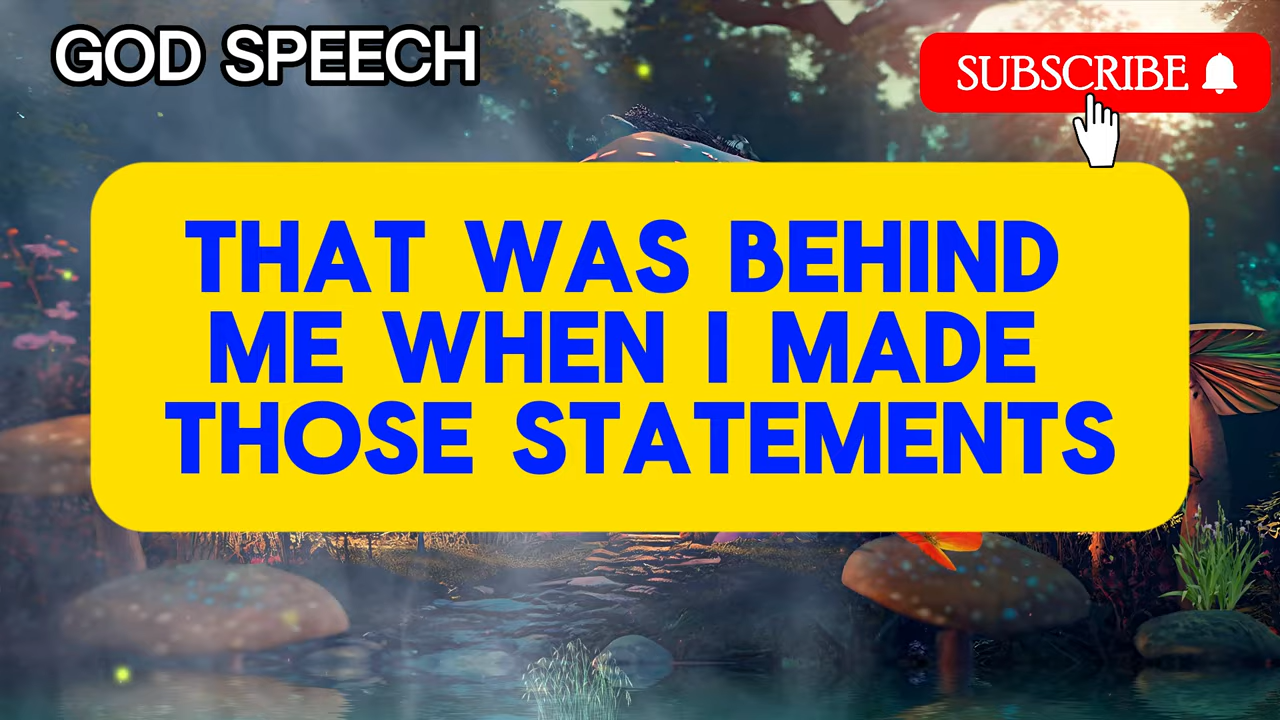 GOD SPEECH
SUBSCRIBE
THAT WAS BEHIND
ME WHEN I MADE
THOSE STATEMENTS